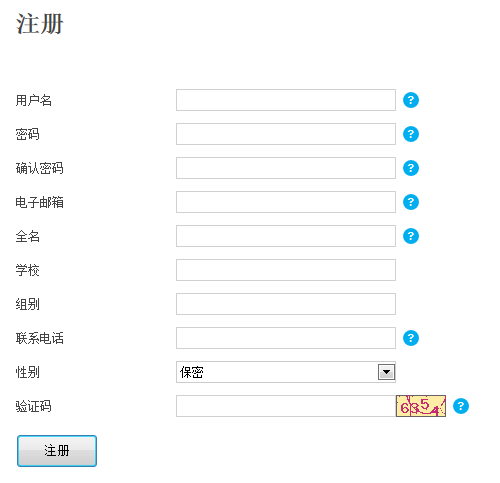 注册
用户名 ?
密码 ?
确认密码 ?
电子邮箱 ?
全名 ?
学校
组别
联系电话 ?
性别 保密
验证码 6354 ?
注册